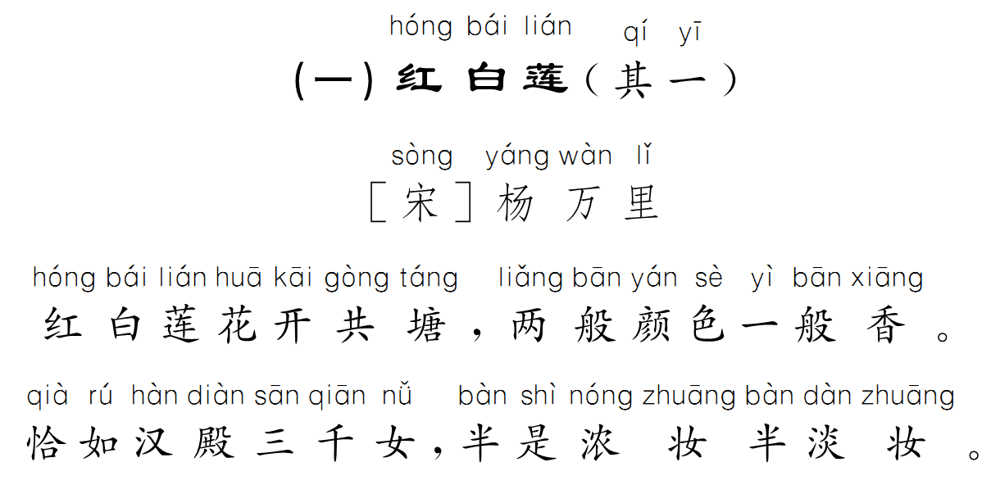 hóng bái lián qí yī
(一) 红白莲（其一）
sòng yáng wàn lǐ
［宋］杨万里
hóng bái lián huā kāi gòng táng liǎng bān yán sè yì bān xiāng
红白莲花开共塘，两般颜色一般香。
qià rú hàn diàn sān qiān nǚ bàn shì nóng zhuāng bàn dàn zhuāng
恰如汉殿三千女，半是浓妆半淡妆。